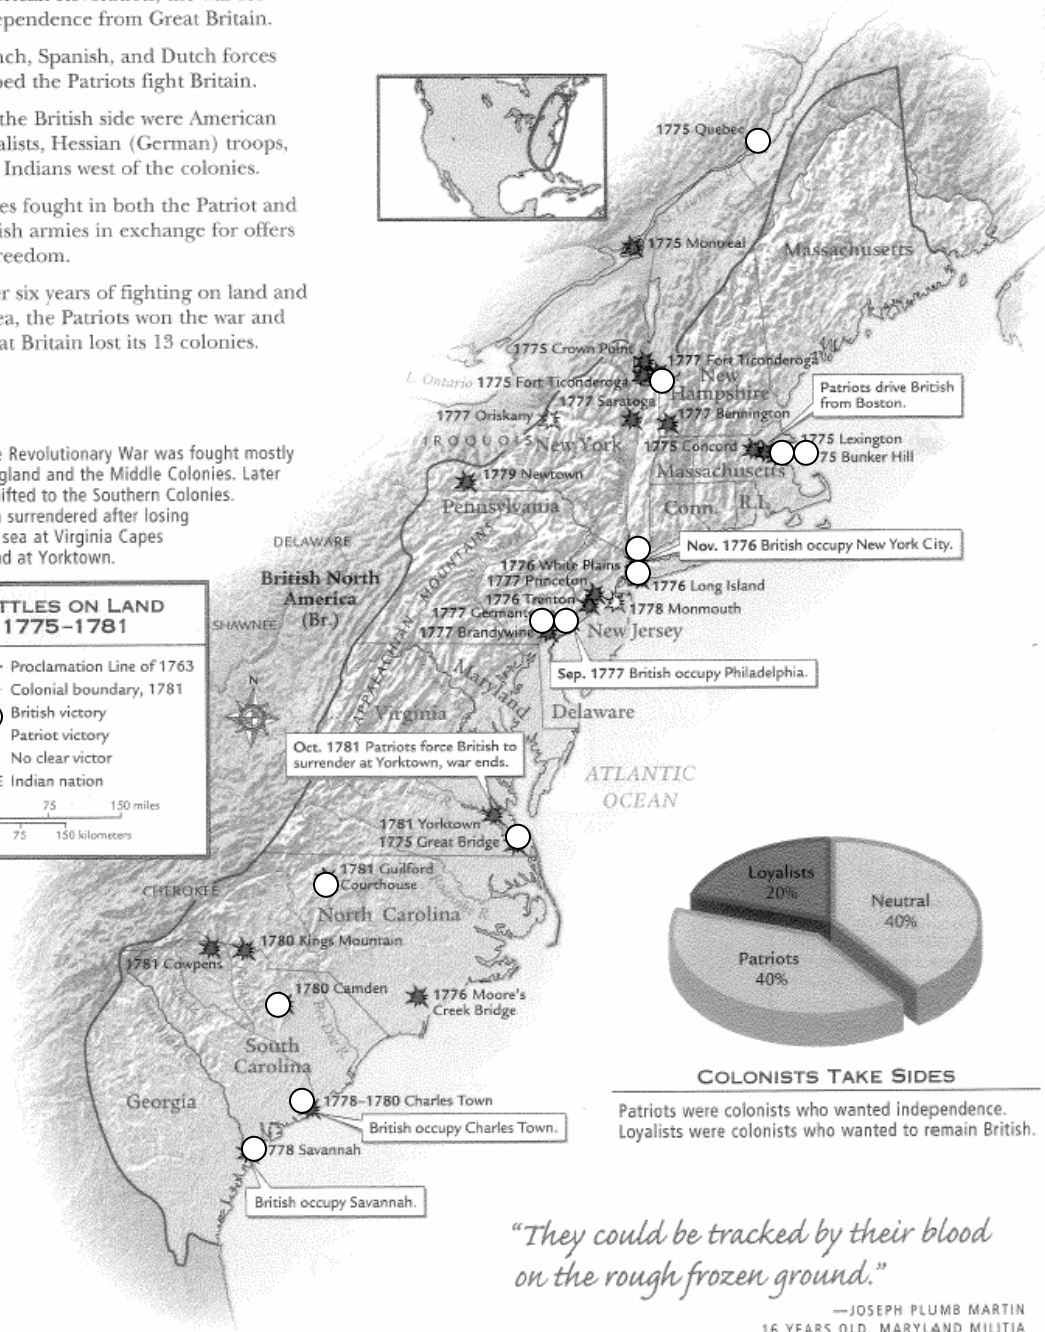 ependence from Great Britain.
nch, Spanish, and Dutch forces
ped the Patriots fight Britain.
the British side were American
alists, Hessian (German) troops,
Indians west of the colonies.
es fought in both the Patriot and
ish armies in exchange for offers
reedom.
r six years of fighting on land and
ea, the Patriots won the war and
at Britain lost its 13 colonies.
e Revolutionary War was fought mostly
gland and the Middle Colonies. Later
ifted to the Southern Colonies.
surrendered after losing
sea at Virginia Capes
nd at Yorktown.
TTLES ON LAND
1775–1781
Proclamation Line of 1763
Colonial boundary, 1781
British victory
Patriot victory
No clear victor
E Indian nation
75 150 miles
75 150 kilometers
1775 Quebec
1775 Montreal
Massachusetts
1775 Crown Point
1777 Fort Ticonderoga
L. Ontario
1775 Fort Ticonderoga
New
Hampshire
1777 Saratoga
1777 Oriskany
1777 Bennington
Patriots drive British
from Boston.
IROQUOIS
New York
1775 Concord
1775 Lexington
75 Bunker Hill
Massachusetts
1779 Newtown
Pennsylvania
Conn.
R.I.
DELAWARE
British North
America
(Br.)
SHAWNEE
APPALACHIAN MOUNTAINS
Nov. 1776 British occupy New York City.
1776 White Plains
1777 Princeton
1776 Long Island
1776 Trenton
1778 Monmouth
1777 Germant
1777 Brandywine
New Jersey
Sep. 1777 British occupy Philadelphia.
Maryland
Virginia
Delaware
N
Oct. 1781 Patriots force British to
surrender at Yorktown, war ends.
ATLANTIC
OCEAN
1781 Yorktown
1775 Great Bridge
1781 Guilford
Courthouse
CHEROKEE
North Carolina
1780 Kings Mountain
1781 Cowpens
1780 Camden
1776 Moore's
Creek Bridge
Pee Dee R.
South
Carolina
Georgia
1778–1780 Charles Town
British occupy Charles Town.
778 Savannah
British occupy Savannah.
Loyalists
20%
Neutral
40%
Patriots
40%
COLONISTS TAKE SIDES
Patriots were colonists who wanted independence.
Loyalists were colonists who wanted to remain British.
“They could be tracked by their blood
on the rough frozen ground.”
—JOSEPH PLUMB MARTIN
16 YEARS OLD, MARYLAND MILITIA